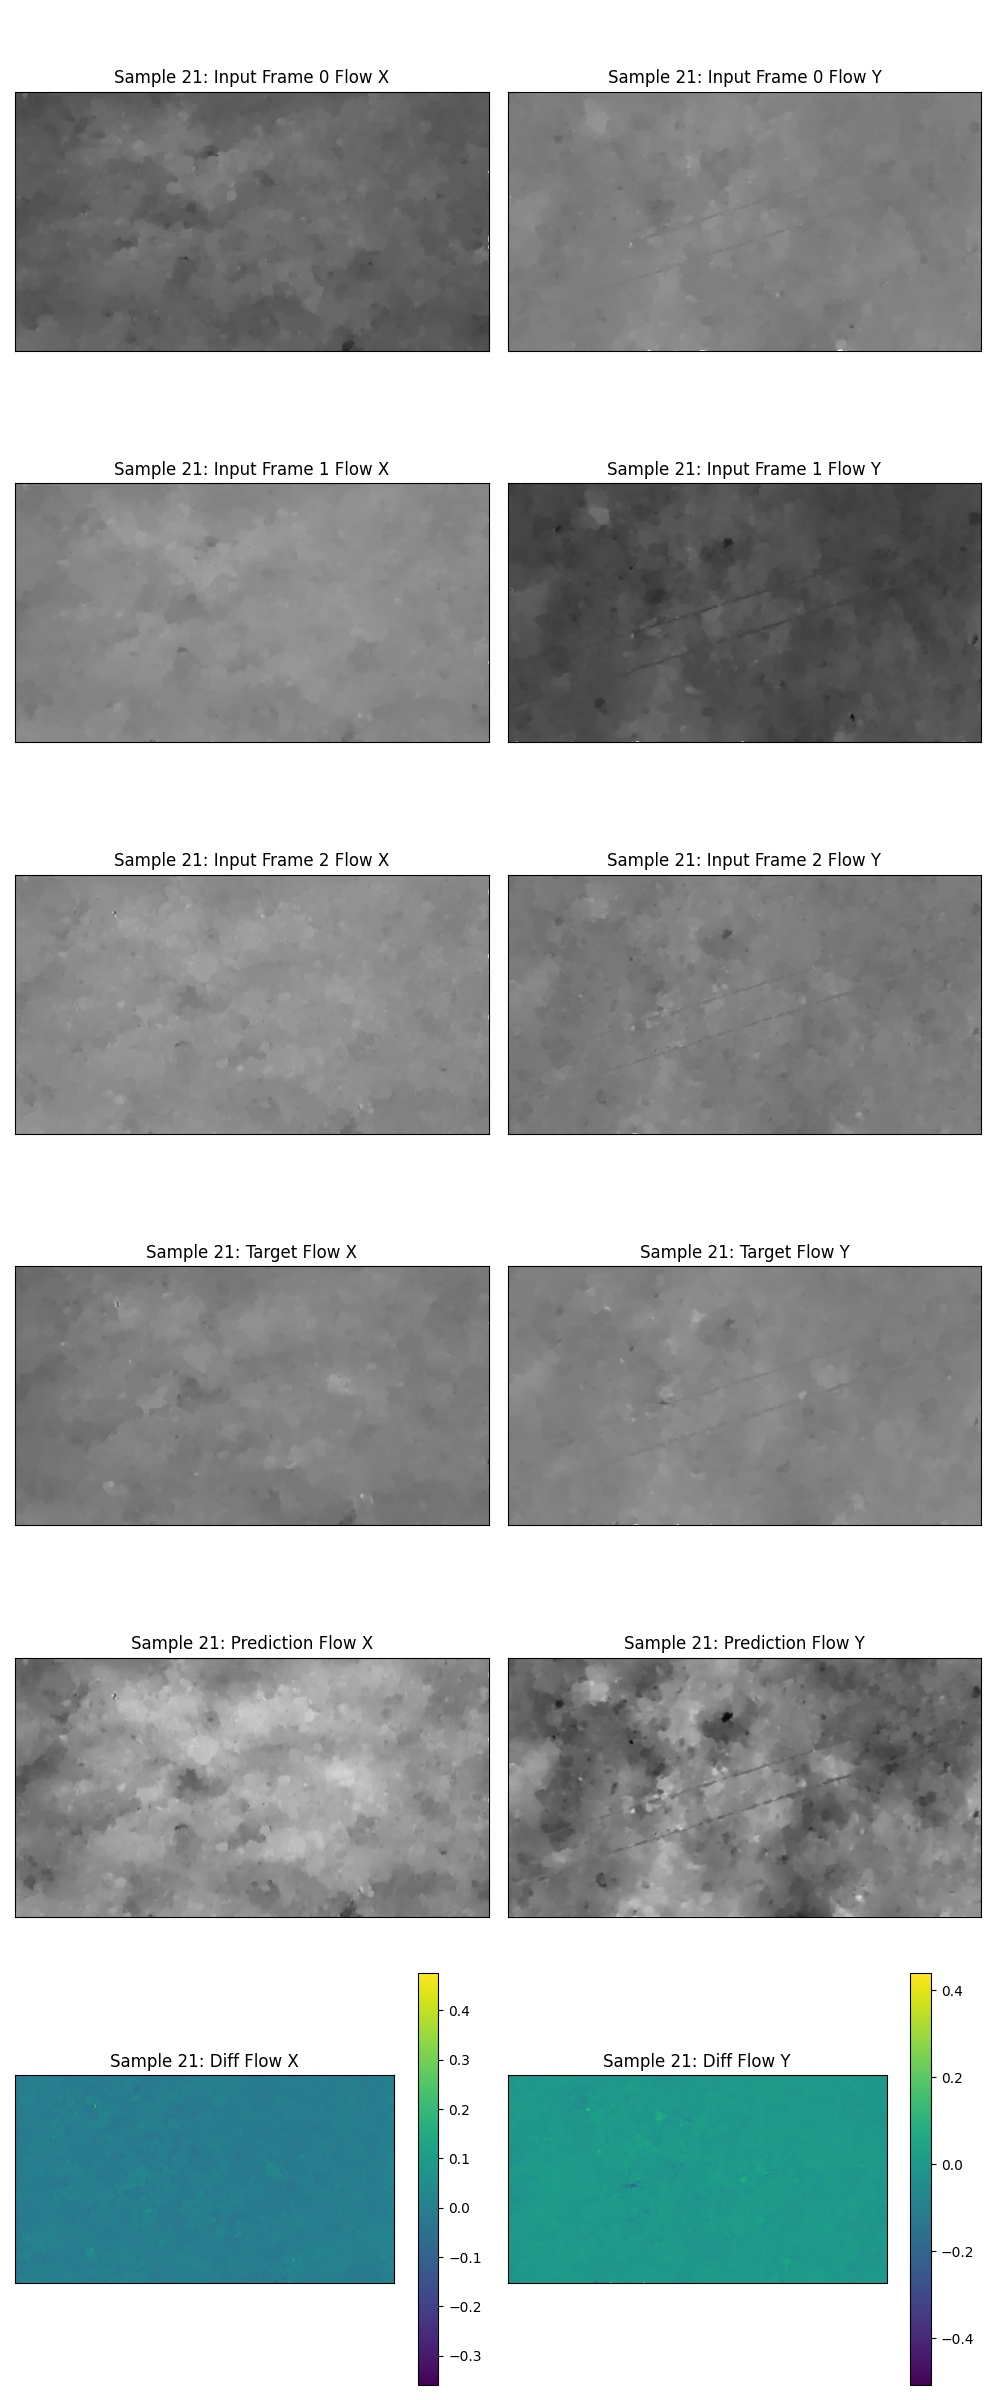 Sample 21: Input Frame 0 Flow X
Sample 21: Input Frame 0 Flow Y
Sample 21: Input Frame 1 Flow X
Sample 21: Input Frame 1 Flow Y
Sample 21: Input Frame 2 Flow X
Sample 21: Input Frame 2 Flow Y
Sample 21: Target Flow X
Sample 21: Target Flow Y
Sample 21: Prediction Flow X
Sample 21: Prediction Flow Y
Sample 21: Diff Flow X
0.4
0.3
0.2
0.1
0.0
−0.1
−0.2
−0.3
Sample 21: Diff Flow Y
0.4
0.2
0.0
−0.2
−0.4